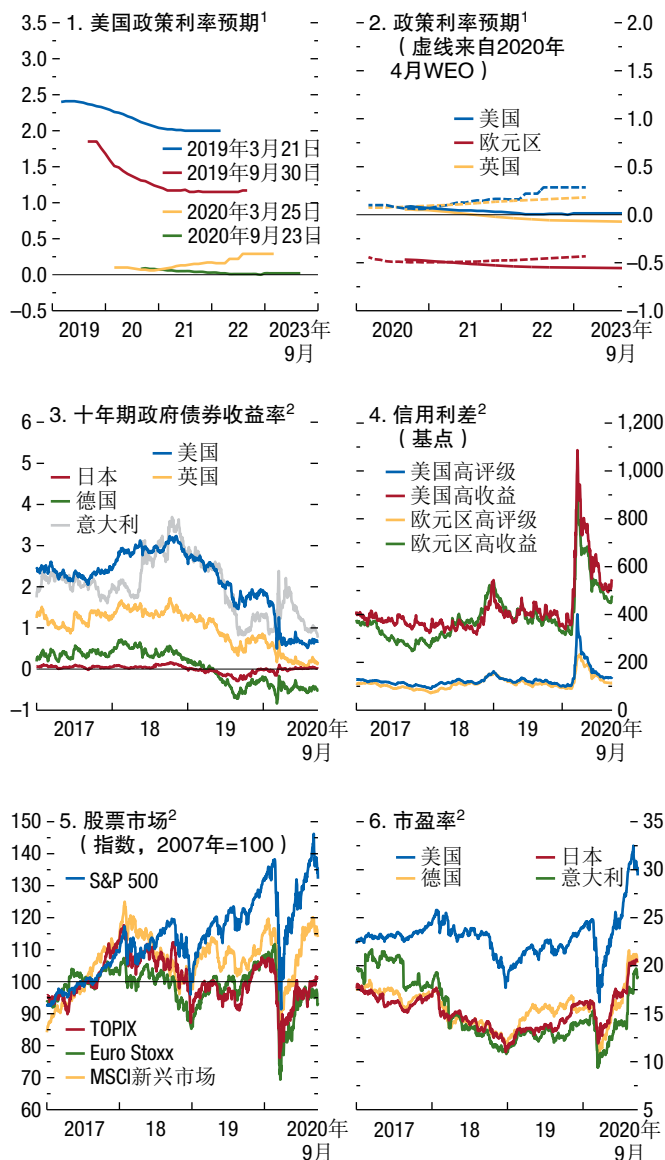 1. 美国政策利率预期¹
3.5
3.0
2.5
2.0
1.5
1.0
0.5
0.0
–0.5
2019年3月21日
2019年9月30日
2020年3月25日
2020年9月23日
2019 20 21 22 2023年
9月
2. 政策利率预期¹
（虚线来自2020年
4月WEO）
美国
欧元区
英国
2.0
1.5
1.0
0.5
0.0
–0.5
–1.0
2020 21 22 2023年
9月
3. 十年期政府债券收益率²
6
5
4
3
2
1
0
–1
美国
日本 英国
德国
意大利
2017 18 19 2020年
9月
4. 信用利差²
（基点）
美国高评级
美国高收益
欧元区高评级
欧元区高收益
1,200
1,000
800
600
400
200
0
2017 18 19 2020年
9月
5. 股票市场²
（指数，2007年=100）
150
140
130
120
110
100
90
80
70
60
S&P 500
TOPIX
Euro Stoxx
MSCI新兴市场
2017 18 19 2020年
9月
6. 市盈率²
美国 日本
德国 意大利
35
30
25
20
15
10
5
2017 18 19 2020年
9月